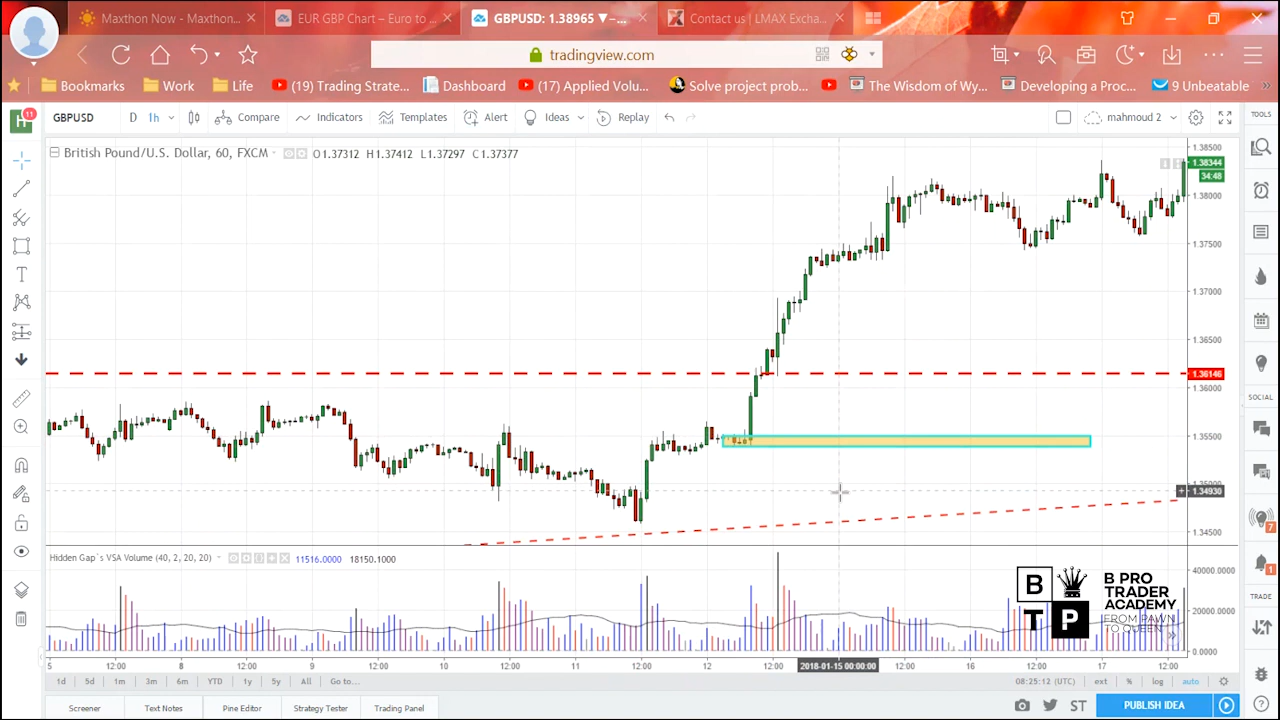 Maxthon Now - Maxthon...
EUR GBP Chart – Euro to ...
GBPUSD: 1.38965 ▼−...
Contact us | LMAX Excha...
tradingview.com
Bookmarks
Work
Life
(19) Trading Strate...
Dashboard
(17) Applied Volu...
Solve project prob...
The Wisdom of Wy...
Developing a Proc...
9 Unbeatable
H
11
GBPUSD
D
1h
Compare
Indicators
Templates
Alert
Ideas
Replay
mahmoud 2
TOOLS
British Pound/U.S. Dollar, 60, FXCM
O1.37312 H1.37412 L1.37297 C1.37377
1.38500
1.38344
34:48
1.38000
1.37500
1.37000
1.36500
1.36146
1.36000
1.35500
1.35000
1.34930
1.34500
SOCIAL
7
1
TRADE
Hidden Gap`s VSA Volume (40, 2, 20, 20)
11516.0000 18150.1000
40000.0000
20000.0000
0.0000
B
T P
B PRO
TRADER
ACADEMY
FROM PAWN
TO QUEEN
5 12:00 8 12:00 9 12:00 10 12:00 11 12:00 12 12:00 2018-01-15 00:00:00 12:00 16 12:00 17 12:00
1d 5d 1m 3m 6m YTD 1y 5y All Go to...
08:25:12 (UTC) ext % log auto
Screener
Text Notes
Pine Editor
Strategy Tester
Trading Panel
ST
PUBLISH IDEA